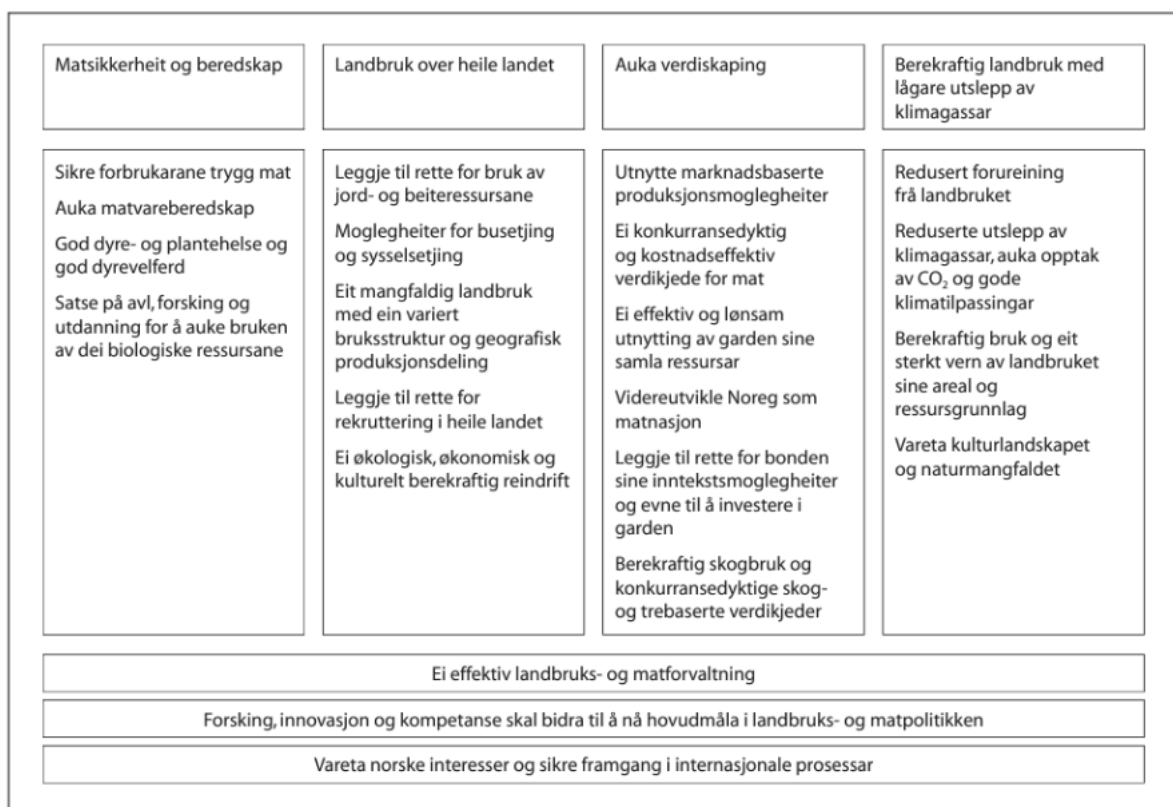 Matsikkerheit og beredskap
Landbruk over heile landet
Auka verdiskaping
Berekraftig landbruk med
lågare utslepp av
klimagassar
Sikre forbrukarane trygg mat
Auka matvareberedskap
God dyre- og plantehelse og
god dyrevelferd
Satse på avl, forsking og
utdanning for å auke bruken
av dei biologiske ressursane
Leggje til rette for bruk av
jord- og beiteressursane
Moglegheiter for busetjing
og sysselsetjing
Eit mangfaldig landbruk
med ein variert
bruksstruktur og geografisk
produksjonsdeling
Leggje til rette for
rekruttering i heile landet
Ei økologisk, økonomisk og
kulturelt berekraftig reindrift
Utnytte marknadsbaserte
produksjonsmoglegheiter
Ei konkurransedyktig
og kostnadseffektiv
verdikjede for mat
Ei effektiv og lønsam
utnytting av garden sine
samla ressursar
Videreutvikle Noreg som
matnasjon
Leggje til rette for bonden
sine inntekstsmoglegheiter
og evne til å investere i
garden
Berekraftig skogbruk og
konkurransedyktige skog-
og trebaserte verdikjeder
Redusert forureining
frå landbruket
Reduserte utslepp av
klimagassar, auka opptak
av CO₂ og gode
klimatilpassingar
Berekraftig bruk og eit
sterkt vern av landbruket
sine areal og
ressursgrunnlag
Vareta kulturlandskapet
og naturmangfaldet
Ei effektiv landbruks- og matforvaltning
Forsking, innovasjon og kompetanse skal bidra til å nå hovudmåla i landbruks- og matpolitikken
Vareta norske interesser og sikre framgang i internasjonale prosessar